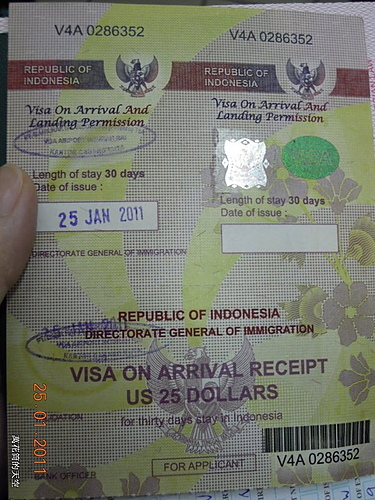 V4A 0286352
REPUBLIC OF
INDONESIA
Visa On Arrival And
Landing Permission
Length of stay 30 days
Date of issue :
25 JAN 2011
DIRECTORATE GENERAL OF IMMIGRATION
V4A 0286352
REPUBLIC OF
INDONESIA
Visa On Arrival And
Landing Permission
Length of stay 30 days
Date of issue :
REPUBLIC OF INDONESIA
DIRECTORATE GENERAL OF IMMIGRATION
VISA ON ARRIVAL RECEIPT
US 25 DOLLARS
for thirty days stay in Indonesia
BANK OFFICER
FOR APPLICANT
V4A 0286352
25 01 2011